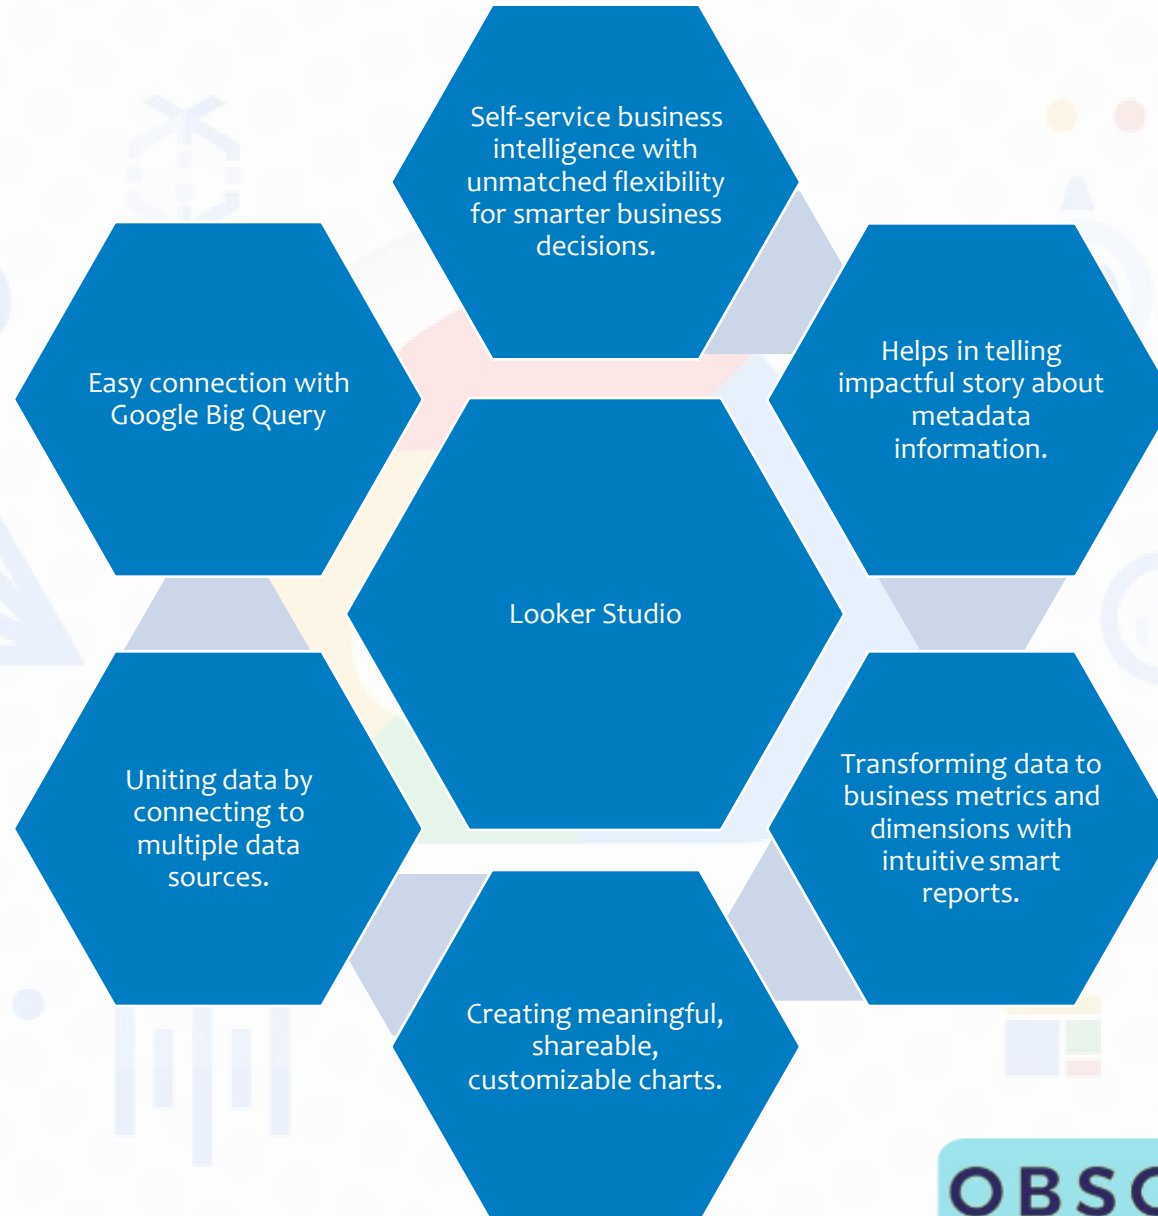 Self-service business
intelligence with
unmatched flexibility
for smarter business
decisions.
Helps in telling
impactful story about
metadata
information.
Transforming data to
business metrics and
dimensions with
intuitive smart
reports.
Creating meaningful,
shareable,
customizable charts.
Uniting data by
connecting to
multiple data
sources.
Easy connection with
Google Big Query
Looker Studio